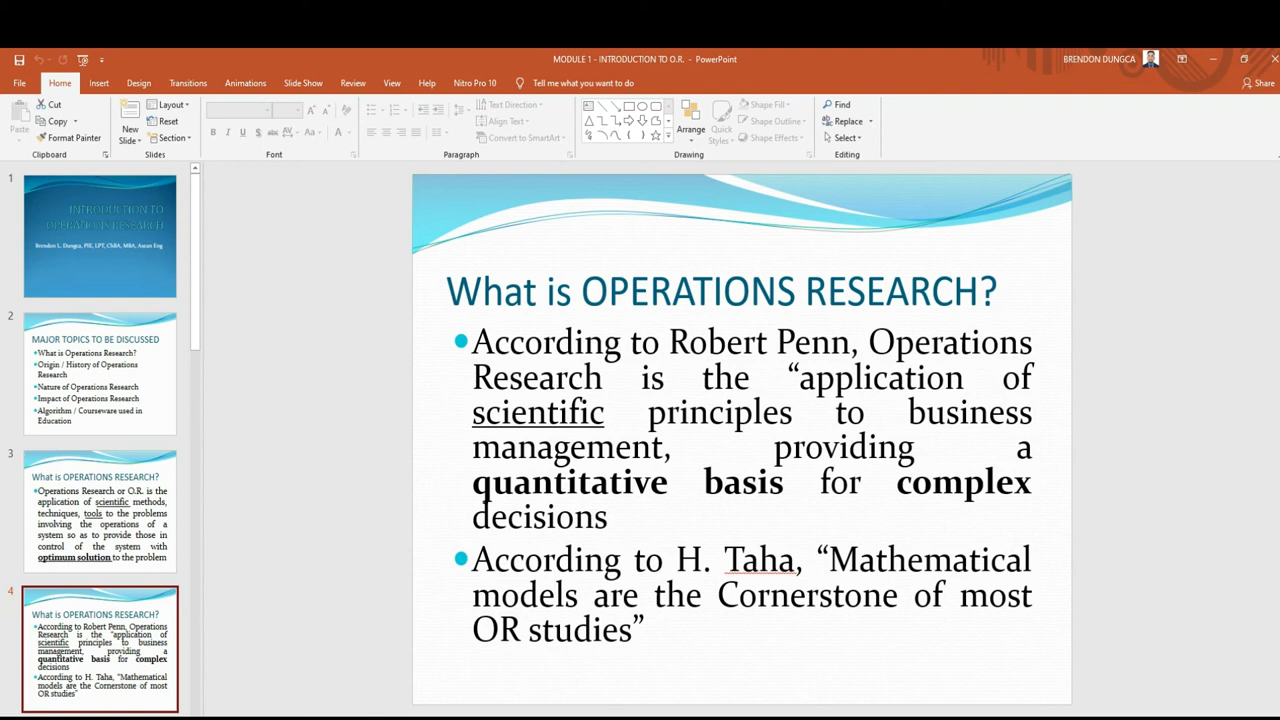 MODULE 1 - INTRODUCTION TO O.R. - PowerPoint
BRENDON DUNGCA
File
Home
Insert
Design
Transitions
Animations
Slide Show
Review
View
Help
Nitro Pro 10
Tell me what you want to do
Share
Paste
Cut
Copy
Format Painter
Clipboard
New
Slide
Layout
Reset
Section
Slides
Font
Text Direction
Align Text
Convert to SmartArt
Paragraph
Arrange
Quick
Styles
Shape Fill
Shape Outline
Shape Effects
Drawing
Find
Replace
Select
Editing
1
INTRODUCTION TO
OPERATIONS RESEARCH
Brendon L. Dungca, PIE, LPT, CMBA, MBA, Asean Eng
2
MAJOR TOPICS TO BE DISCUSSED
What is Operations Research?
Origin / History of Operations
Research
Nature of Operations Research
Impact of Operations Research
Algorithm / Courseware used in
Education
3
What is OPERATIONS RESEARCH?
Operations Research or O.R. is the
application of scientific methods,
techniques, tools to the problems
involving the operations of a
system so as to provide those in
control of the system with
optimum solution to the problem
4
What is OPERATIONS RESEARCH?
According to Robert Penn, Operations
Research is the "application of
scientific principles to business
management, providing a
quantitative basis for complex
decisions
According to H. Taha, "Mathematical
models are the Cornerstone of most
OR studies"
What is OPERATIONS RESEARCH?
According to Robert Penn, Operations
Research is the “application of
scientific principles to business
management, providing a
quantitative basis for complex
decisions
According to H. Taha, “Mathematical
models are the Cornerstone of most
OR studies”